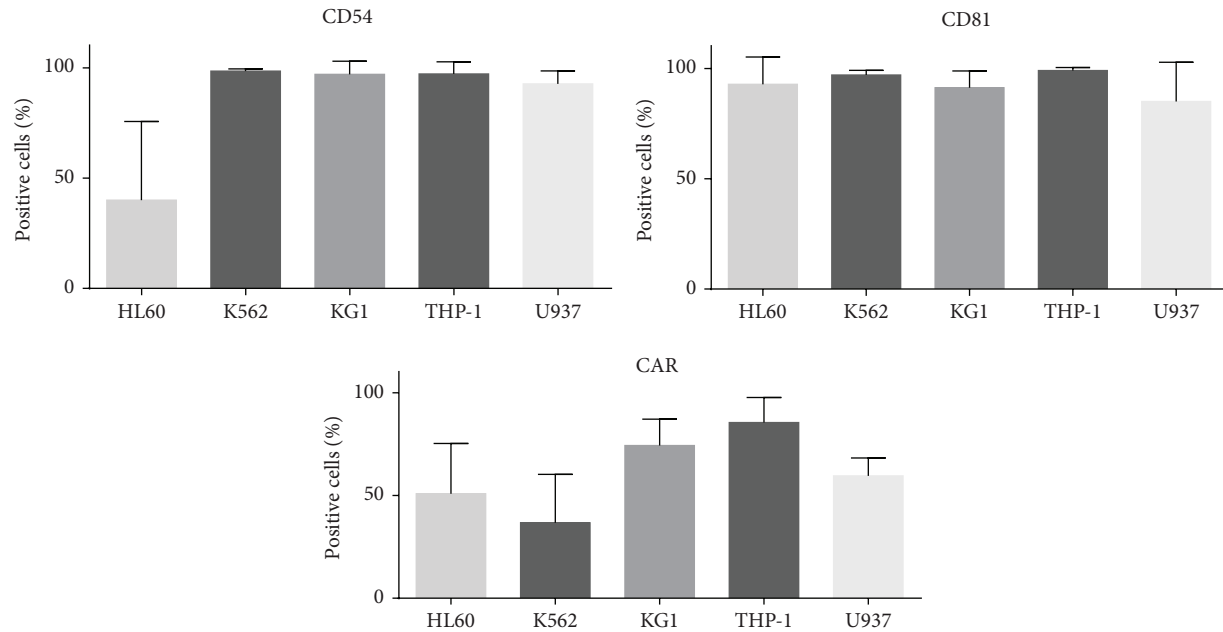 CD54
Positive cells (%)
100
50
0
HL60 K562 KG1 THP-1 U937
CD81
Positive cells (%)
100
50
0
HL60 K562 KG1 THP-1 U937
CAR
Positive cells (%)
100
50
0
HL60 K562 KG1 THP-1 U937